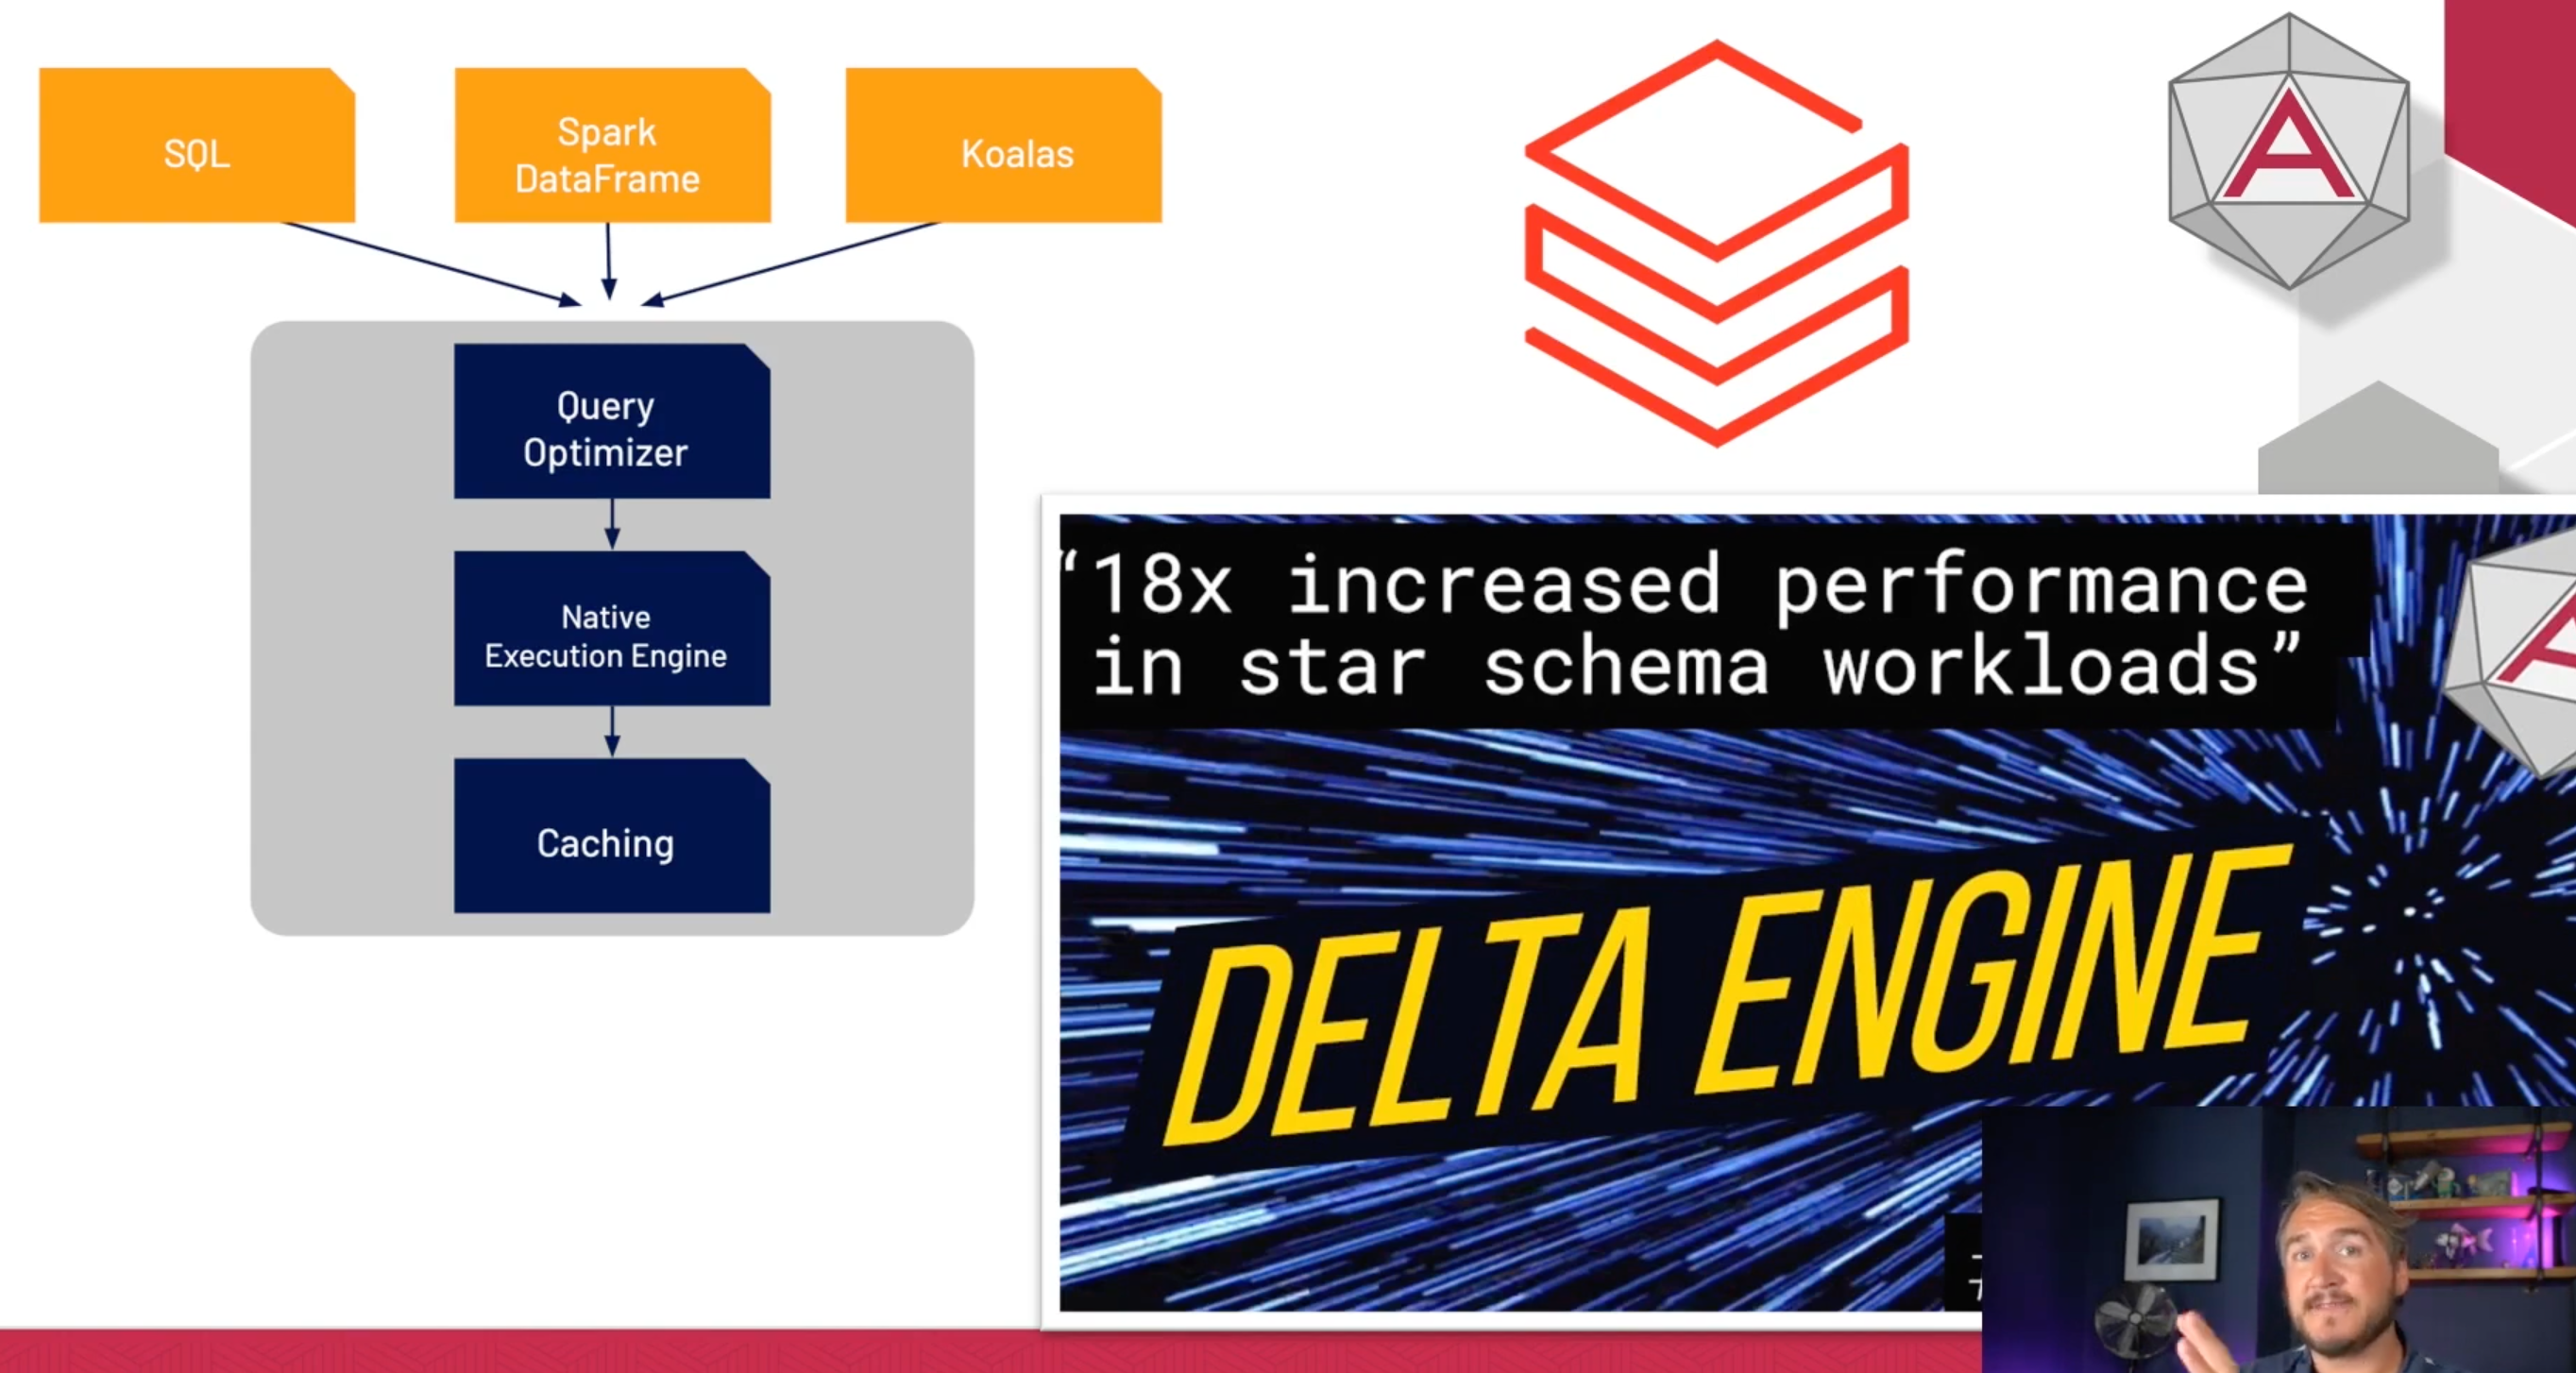 SQL
Spark
DataFrame
Koalas
Query
Optimizer
Native
Execution Engine
Caching
A
“18x increased performance
in star schema workloads”
DELTA ENGINE